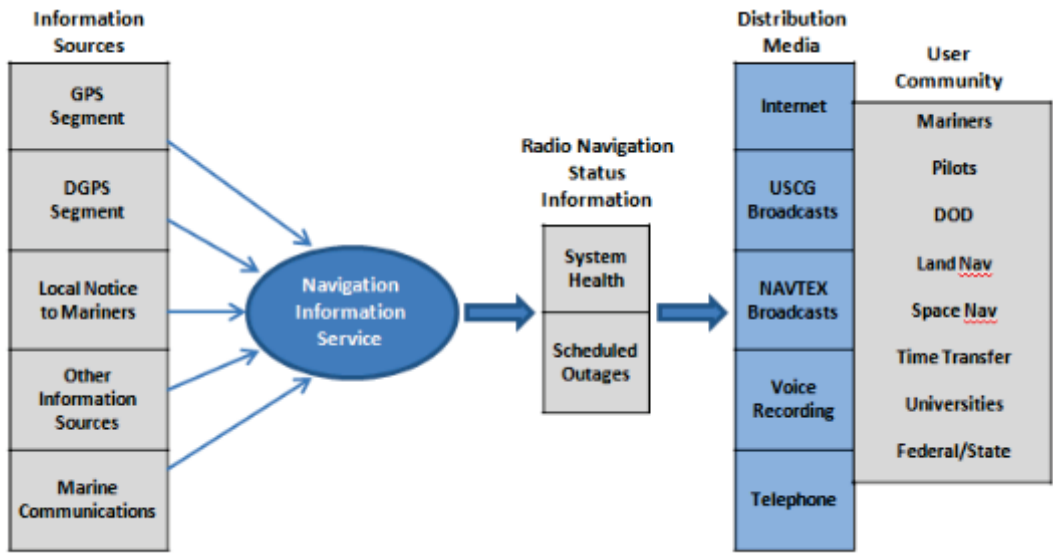 Information
Sources
GPS
Segment
DGPS
Segment
Local Notice
to Mariners
Other
Information
Sources
Marine
Communications
Navigation
Information
Service
Radio Navigation
Status
Information
System
Health
Scheduled
Outages
Distribution
Media
Internet
USCG
Broadcasts
NAVTEX
Broadcasts
Voice
Recording
Telephone
User
Community
Mariners
Pilots
DOD
Land Nav
Space Nav
Time Transfer
Universities
Federal/State